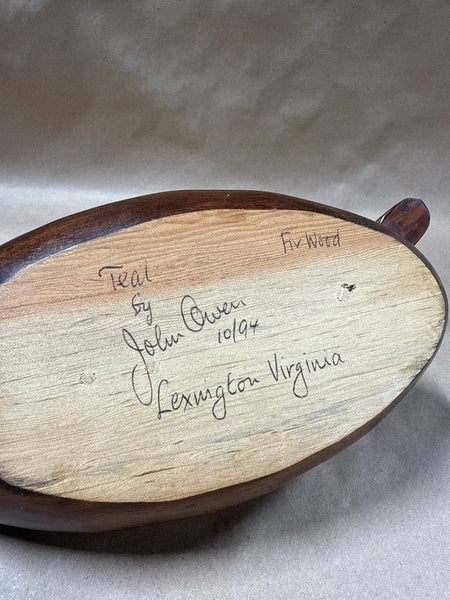 Fir Wood
Teal
by
John Owen
10/94
Lexington Virginia